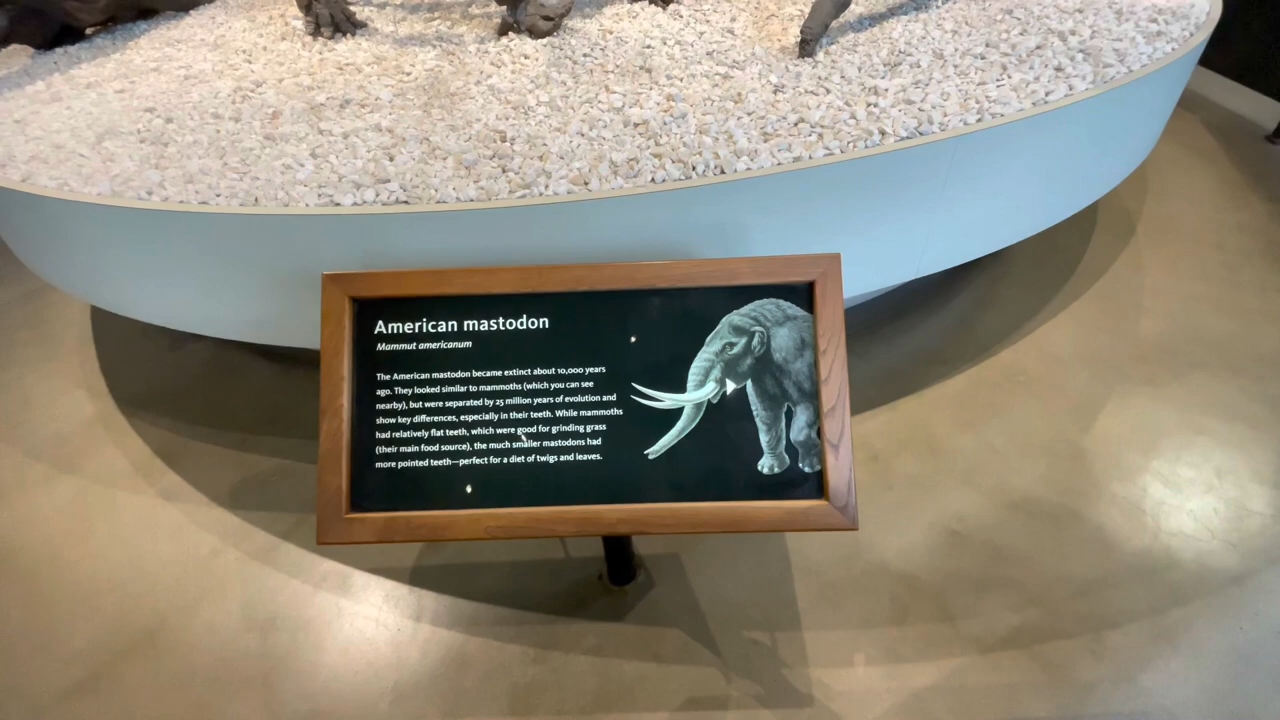 American mastodon
Mammut americanum
The American mastodon became extinct about 10,000 years
ago. They looked similar to mammoths (which you can see
nearby), but were separated by 25 million years of evolution and
show key differences, especially in their teeth. While mammoths
had relatively flat teeth, which were good for grinding grass
(their main food source), the much smaller mastodons had
more pointed teeth—perfect for a diet of twigs and leaves.